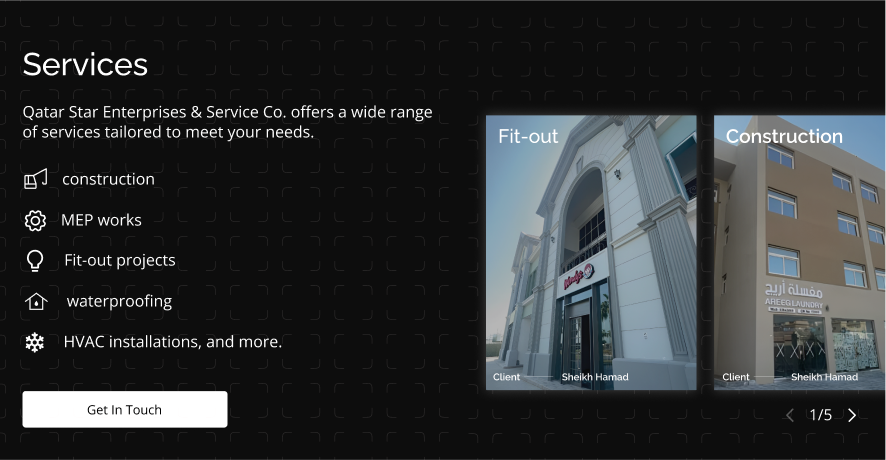 Services
Qatar Star Enterprises & Service Co. offers a wide range
of services tailored to meet your needs.
construction
MEP works
Fit-out projects
waterproofing
HVAC installations, and more.
Get In Touch
Fit-out
Client
Sheikh Hamad
Construction
مغسلة أريج
AREEG LAUNDRY
Client
Sheikh Hamad
1/5